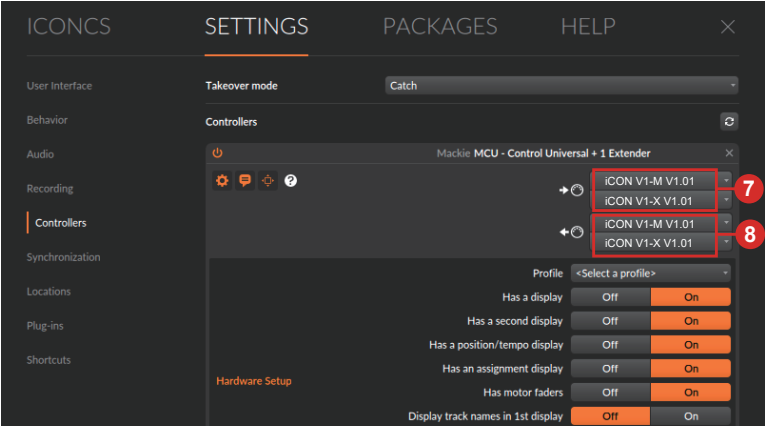 ICONCS SETTINGS PACKAGES HELP
User Interface
Behavior
Audio
Recording
Controllers
Synchronization
Locations
Plug-ins
Shortcuts
Takeover mode Catch
Controllers
Mackie MCU - Control Universal + 1 Extender
?
iCON V1-M V1.01
iCON V1-X V1.01
7
iCON V1-M V1.01
iCON V1-X V1.01
8
Hardware Setup
Profile <Select a profile>
Has a display Off On
Has a second display Off On
Has a position/tempo display Off On
Has an assignment display Off On
Has motor faders Off On
Display track names in 1st display Off On